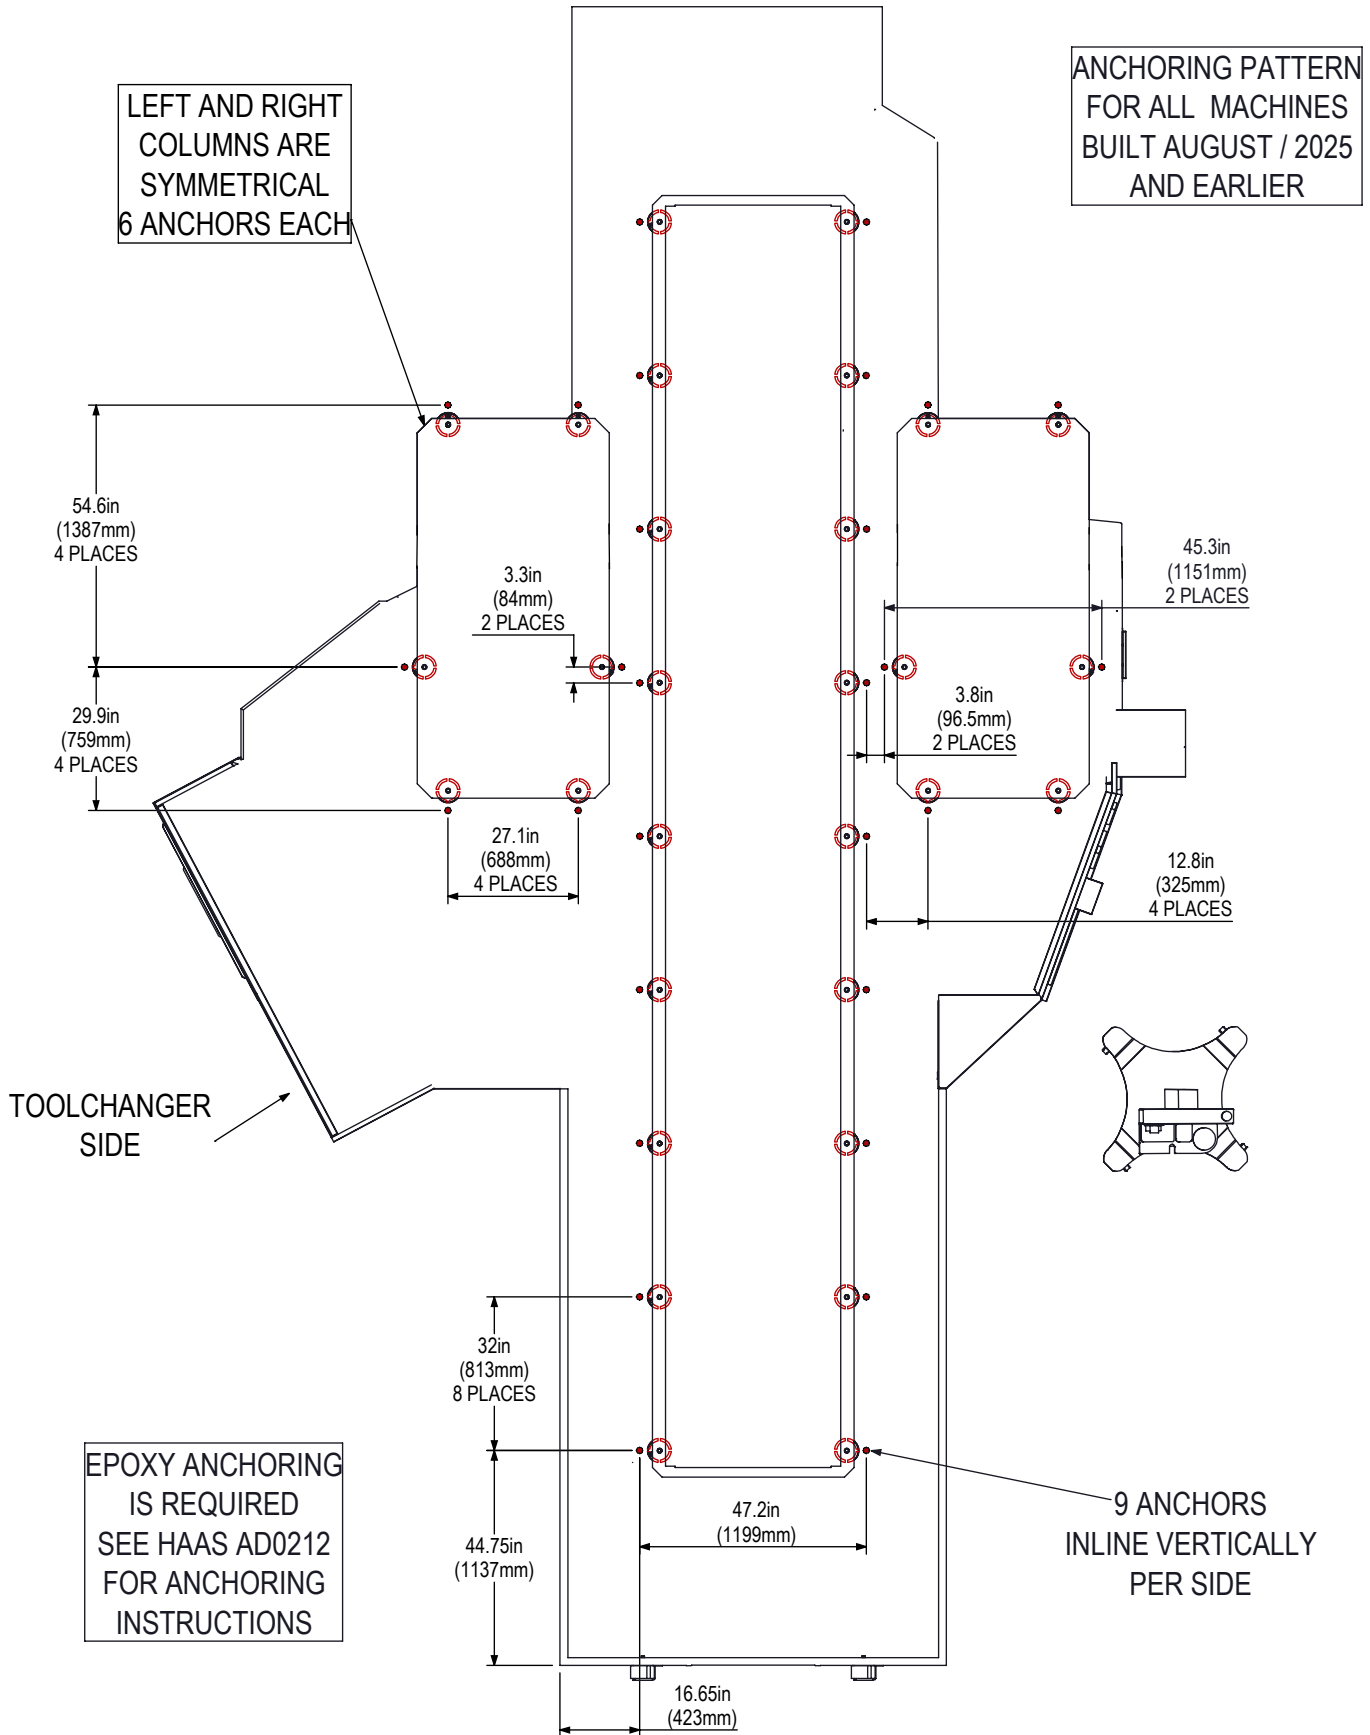 LEFT AND RIGHT
COLUMNS ARE
SYMMETRICAL
6 ANCHORS EACH
ANCHORING PATTERN
FOR ALL MACHINES
BUILT AUGUST / 2025
AND EARLIER
54.6in
(1387mm)
4 PLACES
3.3in
(84mm)
2 PLACES
45.3in
(1151mm)
2 PLACES
29.9in
(759mm)
4 PLACES
3.8in
(96.5mm)
2 PLACES
27.1in
(688mm)
4 PLACES
12.8in
(325mm)
4 PLACES
TOOLCHANGER
SIDE
32in
(813mm)
8 PLACES
EPOXY ANCHORING
IS REQUIRED
SEE HAAS AD0212
FOR ANCHORING
INSTRUCTIONS
44.75in
(1137mm)
47.2in
(1199mm)
9 ANCHORS
INLINE VERTICALLY
PER SIDE
16.65in
(423mm)